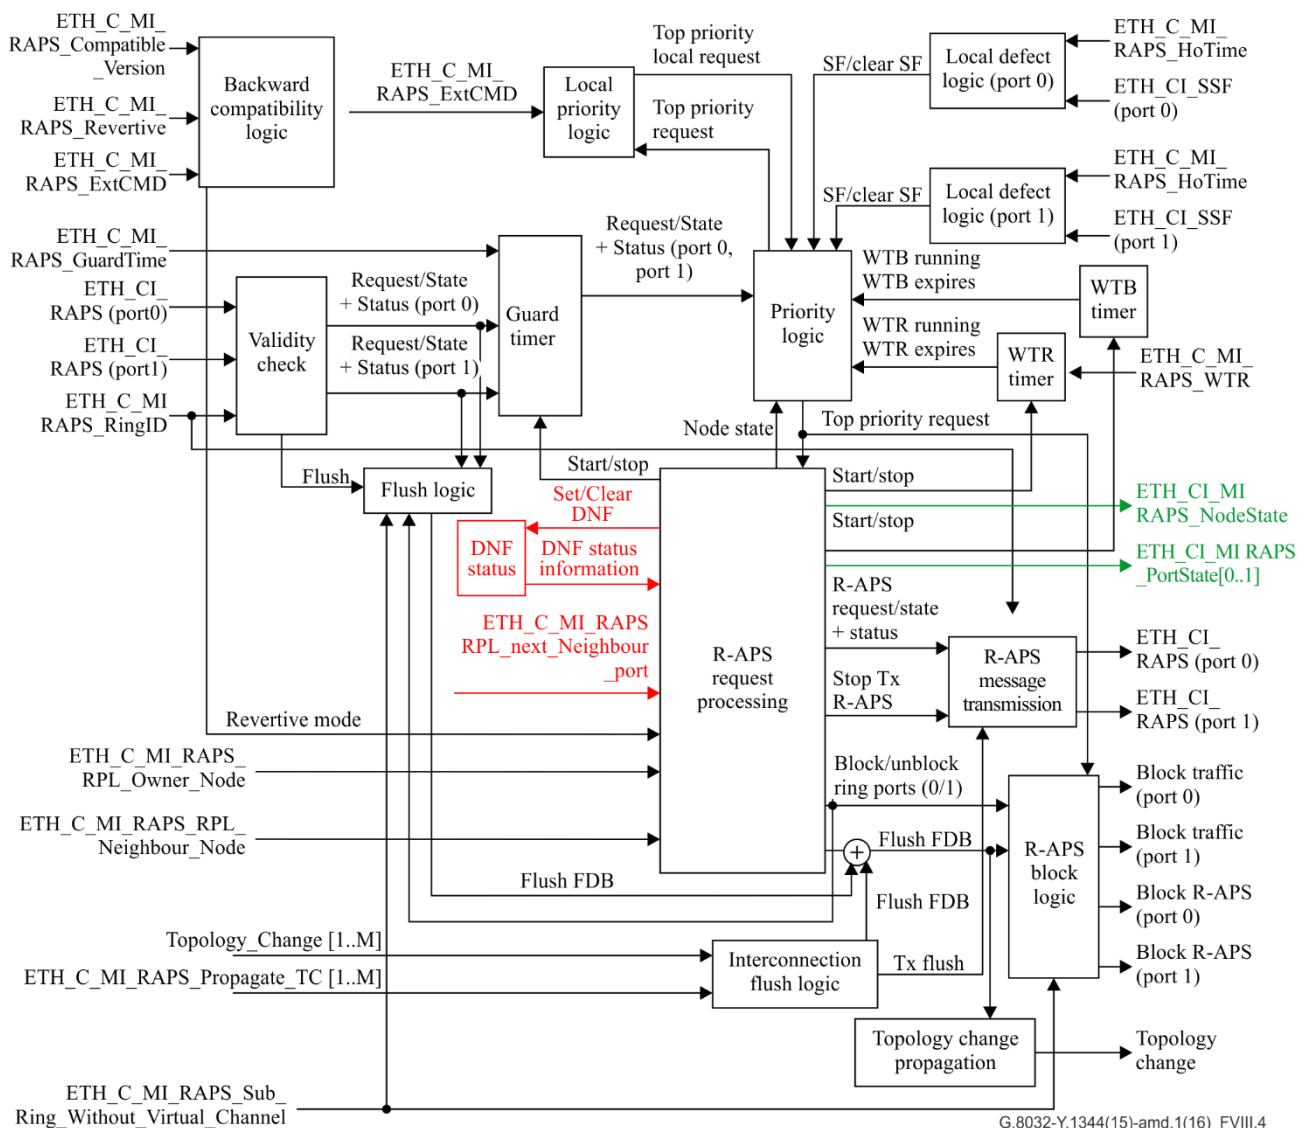 ETH_C_MI_
RAPS_Compatible
_Version
ETH_C_MI_
RAPS_Revertive
ETH_C_MI_
RAPS_ExtCMD
Backward
compatibility
logic
ETH_C_MI_
RAPS_ExtCMD
Local
priority
logic
Top priority
local request
Top priority
request
SF/clear SF
Local defect
logic (port 0)
ETH_C_MI_
RAPS_HoTime
ETH_CI_SSF
(port 0)
SF/clear SF
Local defect
logic (port 1)
ETH_C_MI_
RAPS_HoTime
ETH_CI_SSF
(port 1)
ETH_C_MI_
RAPS_GuardTime
ETH_CI_
RAPS (port0)
ETH_CI_
RAPS (port1)
ETH_C_MI
RAPS_RingID
Validity
check
Request/State
+ Status (port 0)
Request/State
+ Status (port 1)
Guard
timer
Request/State
+ Status (port 0,
port 1)
Priority
logic
WTB running
WTB expires
WTB
timer
WTR running
WTR expires
WTR
timer
ETH_C_MI_
RAPS_WTR
Node state
Top priority request
Flush
Flush logic
Start/stop
Start/stop
Start/stop
Set/Clear
DNF
DNF
status
DNF status
information
ETH_C_MI_RAPS
RPL_next_Neighbour
_port
R-APS
request
processing
ETH_CI_MI
RAPS_NodeState
ETH_CI_MI RAPS
_PortState[0..1]
R-APS
request/state
+ status
Stop Tx
R-APS
R-APS
message
transmission
ETH_CI_
RAPS (port 0)
ETH_CI_
RAPS (port 1)
Revertive mode
ETH_C_MI_RAPS_
RPL_Owner_Node
ETH_C_MI_RAPS_RPL_
Neighbour_Node
Block/unblock
ring ports (0/1)
+
Flush FDB
Flush FDB
Flush FDB
R-APS
block
logic
Block traffic
(port 0)
Block traffic
(port 1)
Block R-APS
(port 0)
Block R-APS
(port 1)
Topology_Change [1..M]
ETH_C_MI_RAPS_Propagate_TC [1..M]
Interconnection
flush logic
Tx flush
Topology change
propagation
Topology
change
ETH_C_MI_RAPS_Sub_
Ring_Without_Virtual_Channel
G.8032-Y.1344(15)-amd.1(16)_FVIII.4